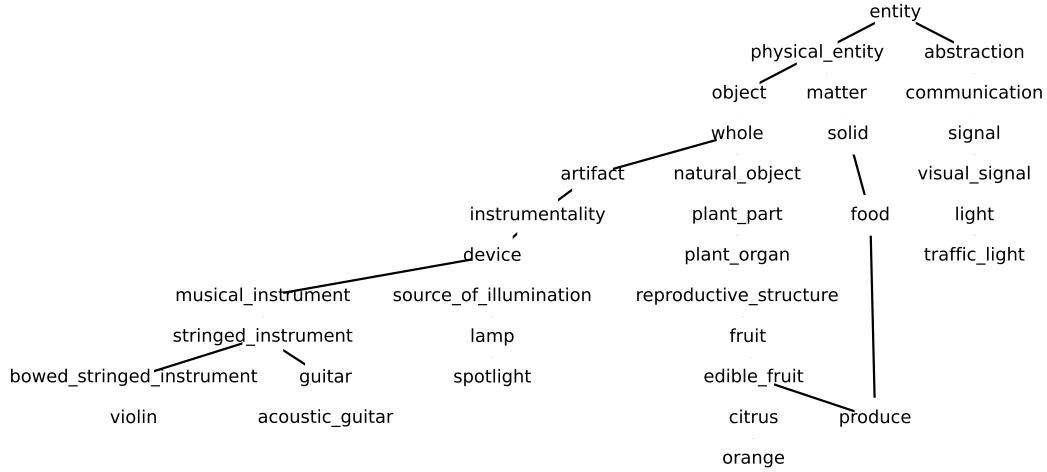 entity
physical_entity abstraction
object matter communication
whole solid signal
artifact natural_object visual_signal
instrumentality plant_part food light
device plant_organ traffic_light
musical_instrument source_of_illumination reproductive_structure
stringed_instrument lamp fruit
bowed_stringed_instrument guitar spotlight edible_fruit
violin acoustic_guitar citrus produce
orange